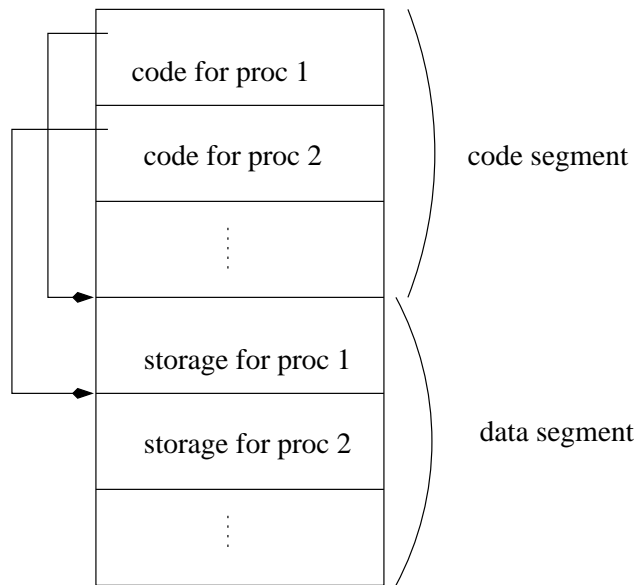 code for proc 1
code for proc 2
code segment
storage for proc 1
storage for proc 2
data segment